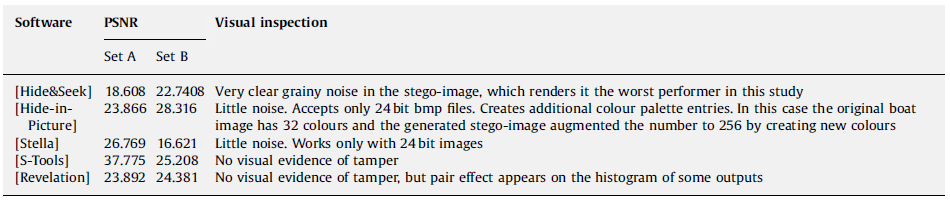 Software PSNR Visual inspection
Set A Set B
[Hide&Seek] 18.608 22.7408 Very clear grainy noise in the stego-image, which renders it the worst performer in this study
[Hide-in- 23.866 28.316 Little noise. Accepts only 24 bit bmp files. Creates additional colour palette entries. In this case the original boat
Picture] image has 32 colours and the generated stego-image augmented the number to 256 by creating new colours
[Stella] 26.769 16.621 Little noise. Works only with 24 bit images
[S-Tools] 37.775 25.208 No visual evidence of tamper
[Revelation] 23.892 24.381 No visual evidence of tamper, but pair effect appears on the histogram of some outputs